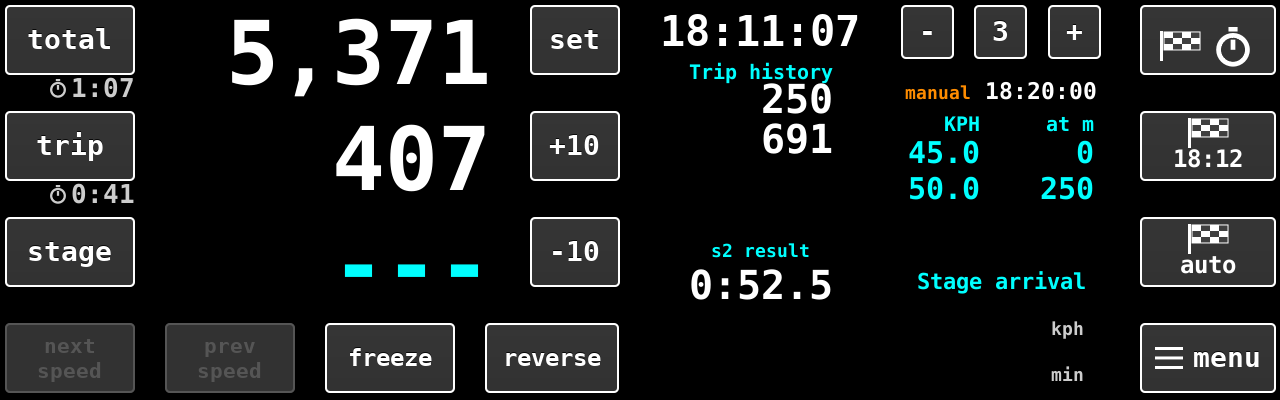 total 5,371 set
1:07
trip 407 +10
0:41
stage --- -10
next speed
prev speed
freeze
reverse
18:11:07
Trip history
250
691
s2 result
0:52.5
- 3 +
manual 18:20:00
KPH at m
45.0 0
50.0 250
Stage arrival
kph
min
18:12
auto
menu